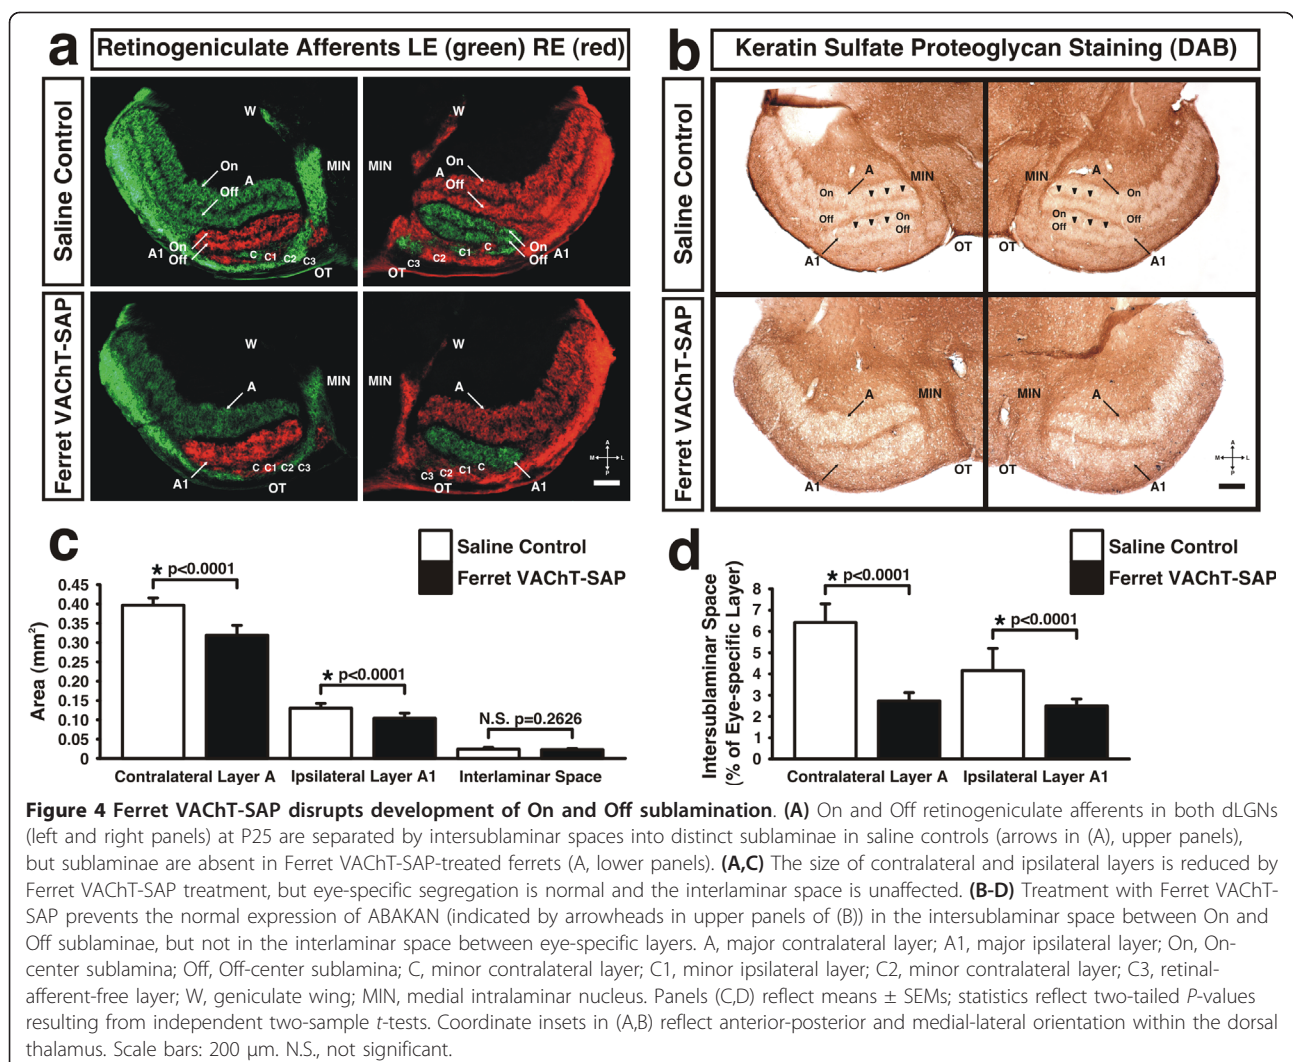 a
Retinogeniculate Afferents LE (green) RE (red)
Saline Control
W
On
A
Off
MIN
On
Off
A1
C
C1
C2
C3
OT
W
MIN
On
A
Off
C
C1
C2
C3
On
Off
A1
OT
Ferret VAChT-SAP
W
A
MIN
C
C1
C2
C3
A1
OT
W
MIN
A
C3
C2
C1
C
OT
A1
A
M
L
P
b
Keratin Sulfate Proteoglycan Staining (DAB)
Saline Control
A
MIN
On
Off
On
Off
A1
OT
MIN
A
On
On
Off
Off
OT
A1
Ferret VAChT-SAP
A
MIN
A1
OT
MIN
A
OT
A1
A
M
L
P
c
Saline Control
Ferret VAChT-SAP
Area (mm²)
0.45
0.40
0.35
0.30
0.25
0.20
0.15
0.10
0.05
0
* p<0.0001
* p<0.0001
N.S. p=0.2626
Contralateral Layer A
Ipsilateral Layer A1
Interlaminar Space
d
Saline Control
Ferret VAChT-SAP
Intersublaminar Space
(% of Eye-specific Layer)
8
7
6
5
4
3
2
1
0
* p<0.0001
* p<0.0001
Contralateral Layer A
Ipsilateral Layer A1
Figure 4 Ferret VAChT-SAP disrupts development of On and Off sublamination. (A) On and Off retinogeniculate afferents in both dLGNs
(left and right panels) at P25 are separated by intersublaminar spaces into distinct sublaminae in saline controls (arrows in (A), upper panels),
but sublaminae are absent in Ferret VAChT-SAP-treated ferrets (A, lower panels). (A,C) The size of contralateral and ipsilateral layers is reduced by
Ferret VAChT-SAP treatment, but eye-specific segregation is normal and the interlaminar space is unaffected. (B-D) Treatment with Ferret VAChT-
SAP prevents the normal expression of ABAKAN (indicated by arrowheads in upper panels of (B)) in the intersublaminar space between On and
Off sublaminae, but not in the interlaminar space between eye-specific layers. A, major contralateral layer; A1, major ipsilateral layer; On, On-
center sublamina; Off, Off-center sublamina; C, minor contralateral layer; C1, minor ipsilateral layer; C2, minor contralateral layer; C3, retinal-
afferent-free layer; W, geniculate wing; MIN, medial intralaminar nucleus. Panels (C,D) reflect means ± SEMs; statistics reflect two-tailed P-values
resulting from independent two-sample t-tests. Coordinate insets in (A,B) reflect anterior-posterior and medial-lateral orientation within the dorsal
thalamus. Scale bars: 200 μm. N.S., not significant.